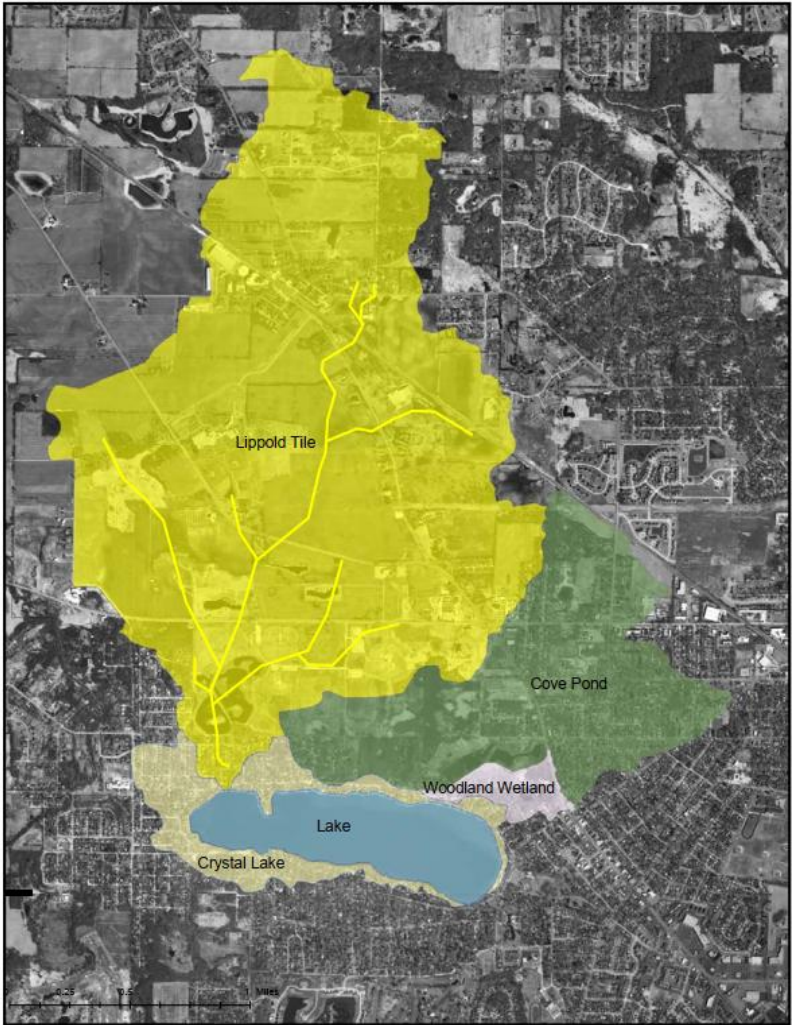 Lippold Tile
Cove Pond
Woodland Wetland
Lake
Crystal Lake
0.25 0.5 1 Miles